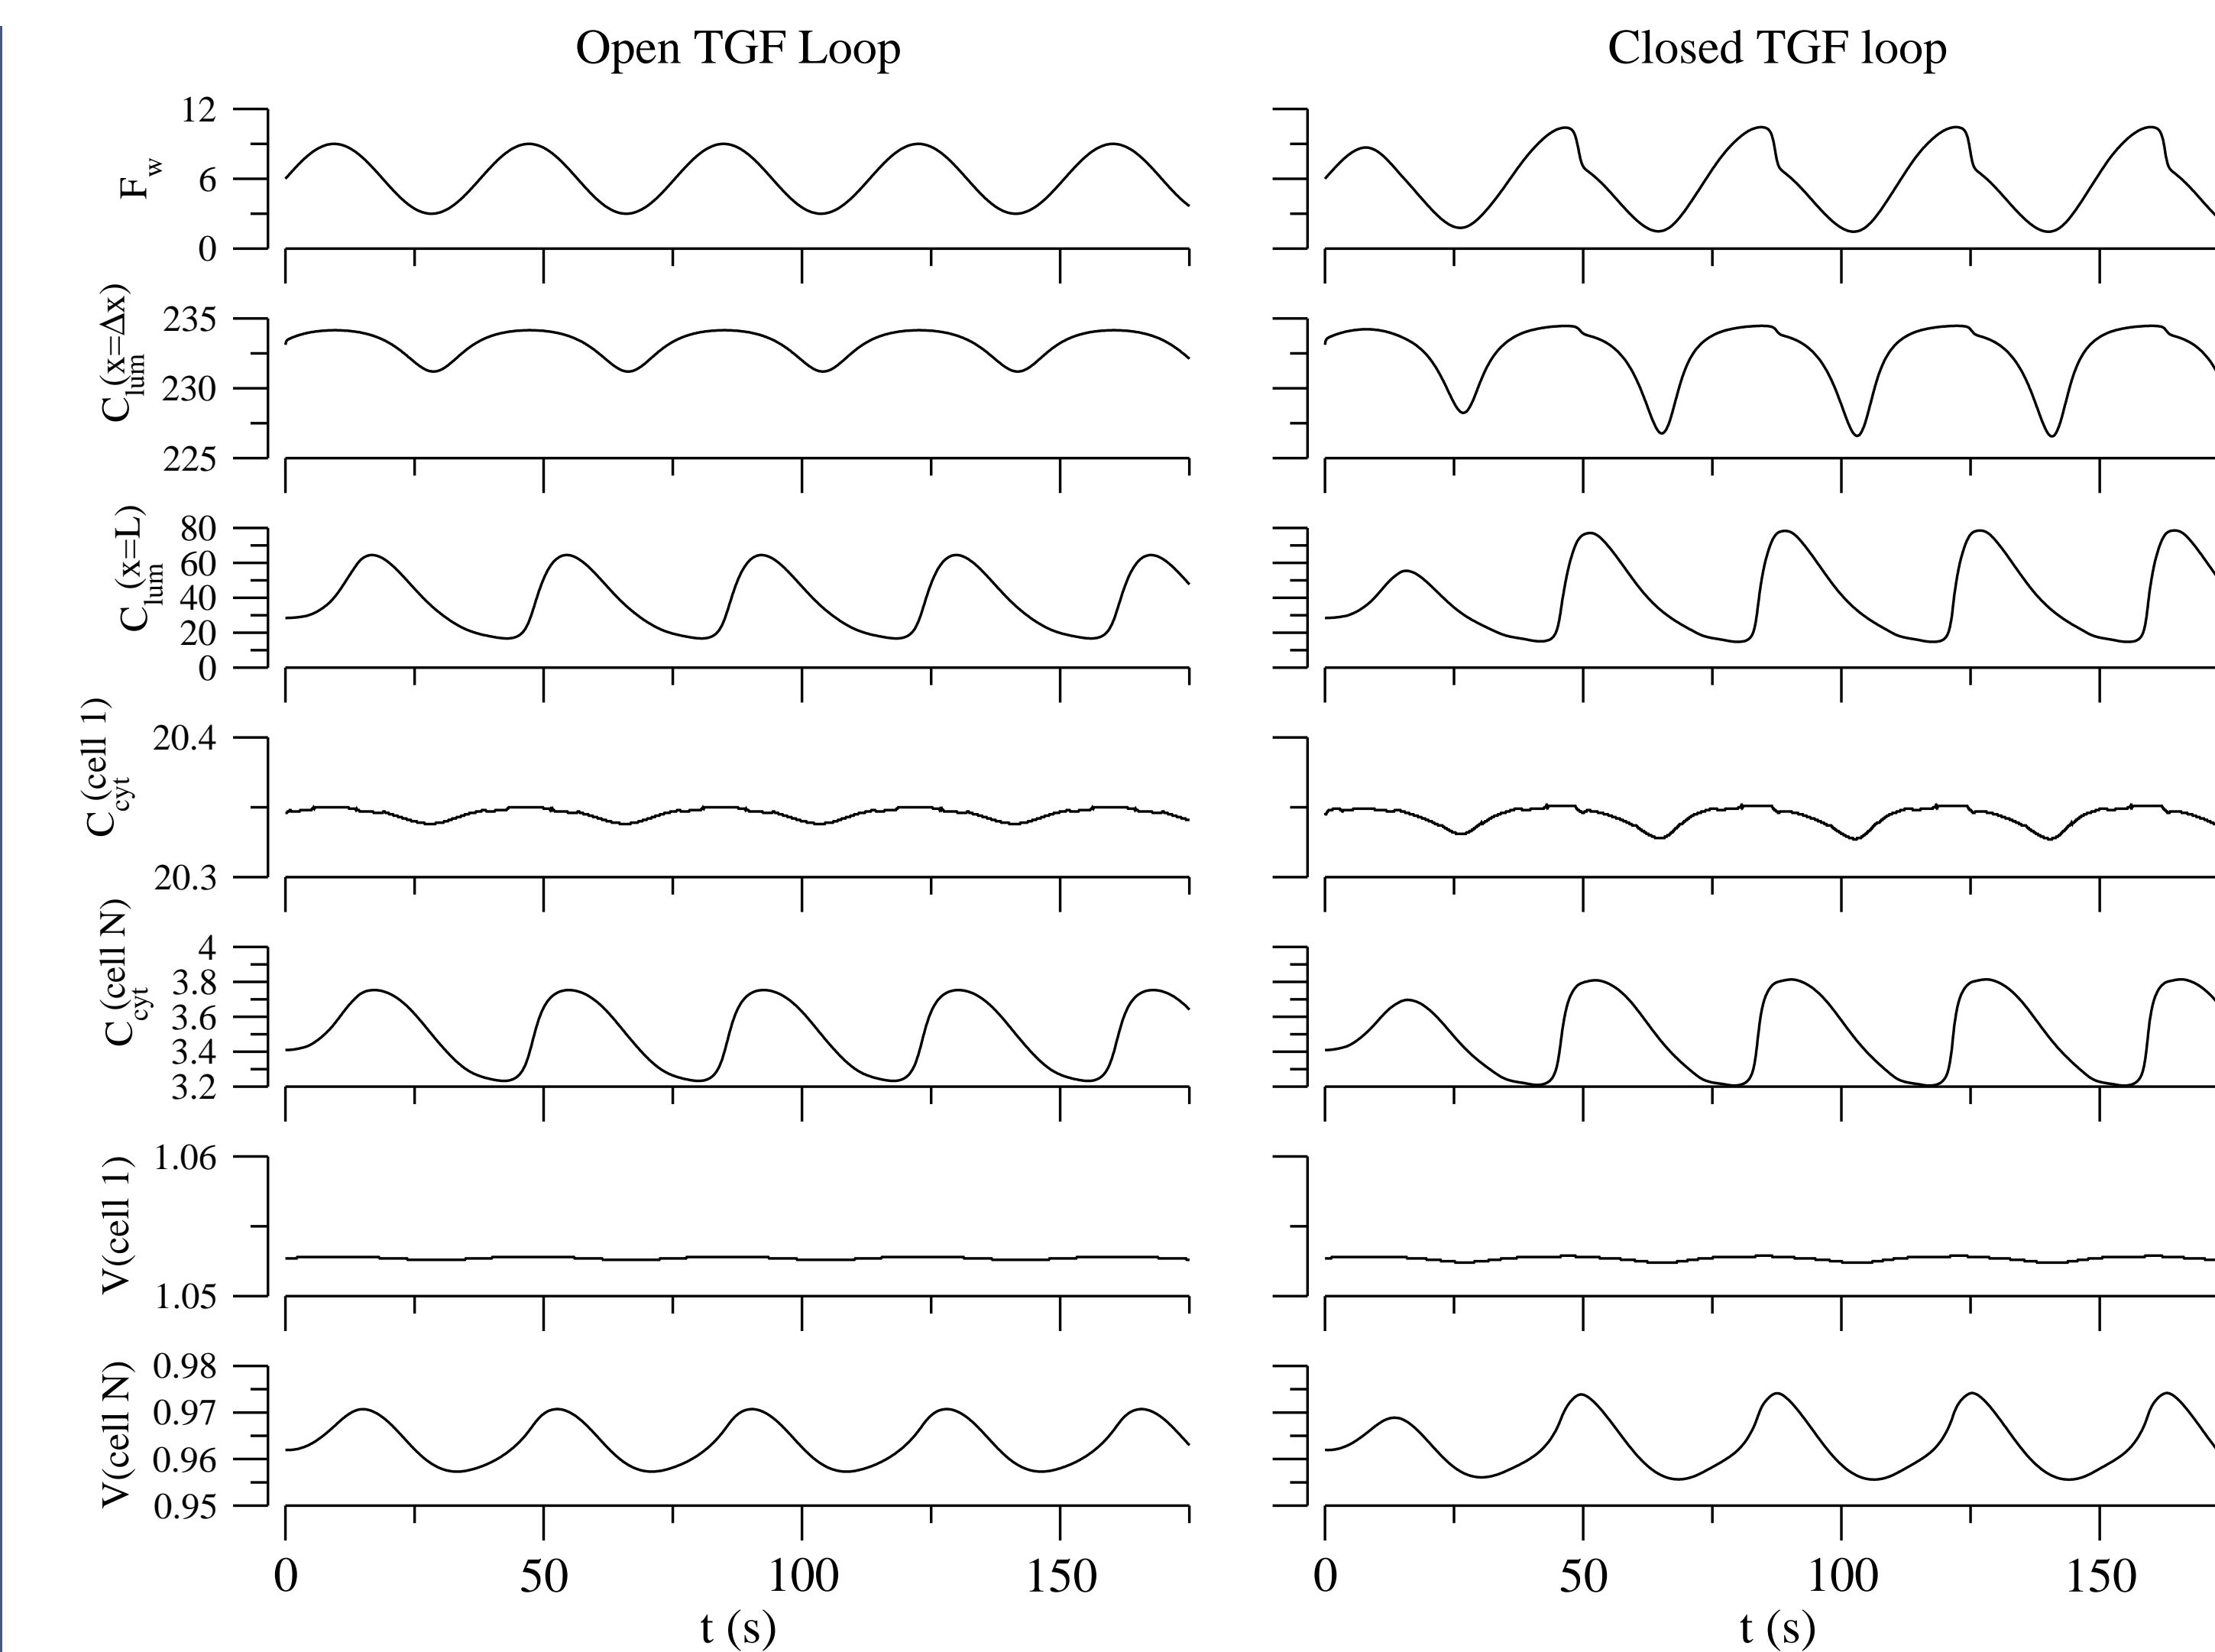 Open TGF Loop
Closed TGF loop
12
6
0
F_w
235
230
225
C_lum(x=Δx)
80
60
40
20
0
C_lum(x=L)
20.4
20.3
C_cyt(cell 1)
4
3.8
3.6
3.4
3.2
C_cyt(cell N)
1.06
1.05
V(cell 1)
0.98
0.97
0.96
0.95
V(cell N)
0 50 100 150
0 50 100 150
t (s)
t (s)